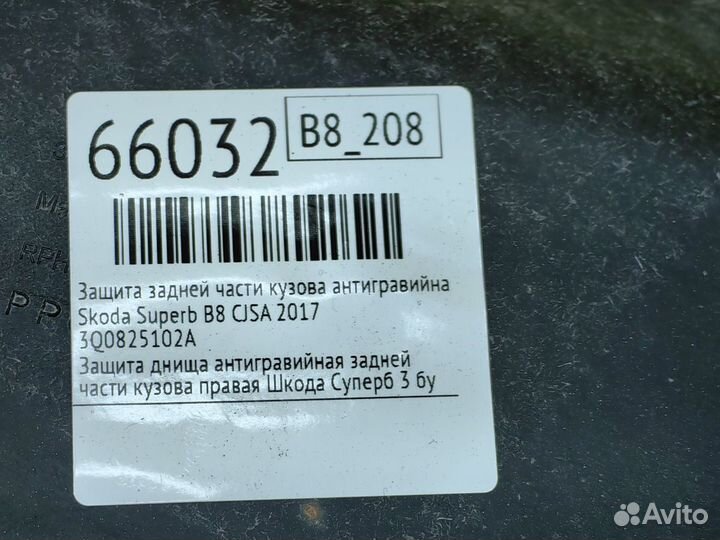 66032
B8_208
Защита задней части кузова антигравийна
Skoda Superb B8 CJSA 2017
3Q0825102A
Защита днища антигравийная задней
части кузова правая Шкода Суперб 3 бу
Avito